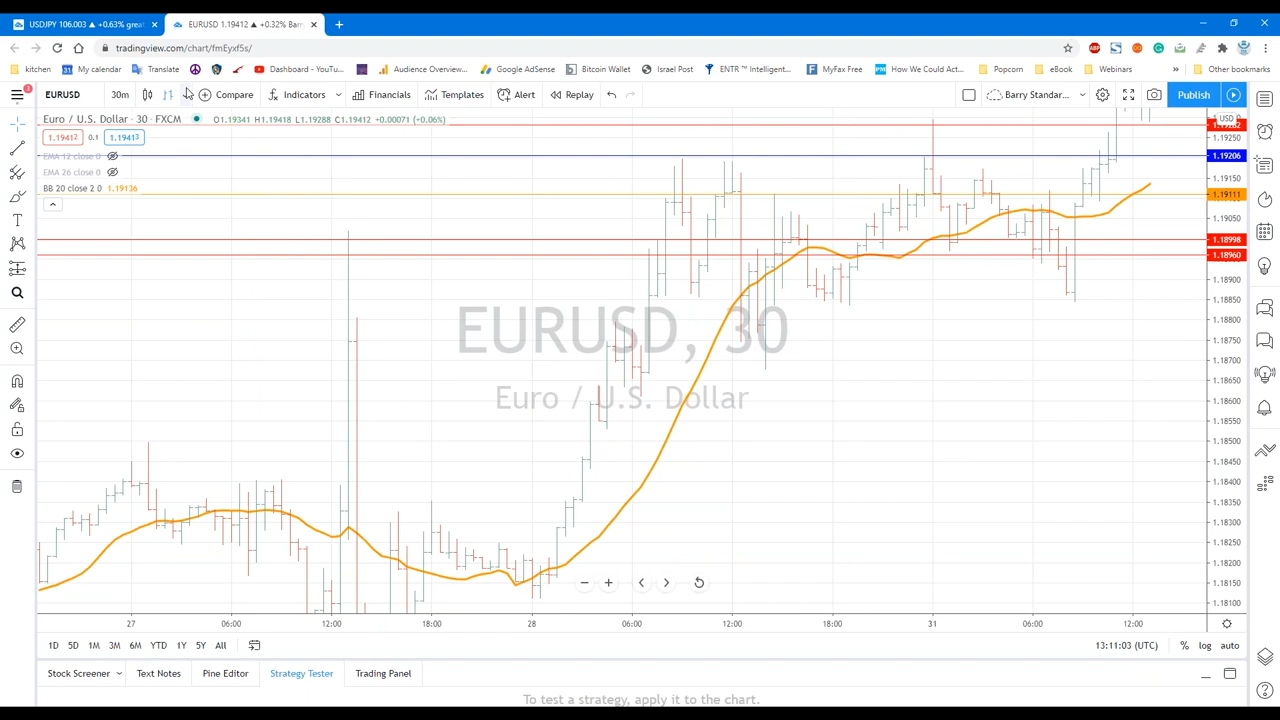 USDJPY 106.003 ▲ +0.63% grea
EURUSD 1.19412 ▲ +0.32% Barr
tradingview.com/chart/fmEyxf5s/
kitchen
My calendar
Translate
Dashboard - YouTu...
Audience Overview...
Google AdSense
Bitcoin Wallet
Israel Post
ENTR ™ Intelligent...
MyFax Free
How We Could Act...
Popcorn
eBook
Webinars
»
Other bookmarks
EURUSD
30m
Compare
Indicators
Financials
Templates
Alert
Replay
Barry Standar...
Publish
Euro / U.S. Dollar · 30 · FXCM
O1.19341 H1.19418 L1.19288 C1.19412 +0.00071 (+0.06%)
1.19412 0.1 1.19413
EMA 12 close 0
EMA 26 close 0
BB 20 close 2 0 1.19136
USD
1.19282
1.19250
1.19206
1.19150
1.19111
1.19050
1.18998
1.18960
1.18900
1.18850
1.18800
1.18750
1.18700
1.18650
1.18600
1.18550
1.18500
1.18450
1.18400
1.18350
1.18300
1.18250
1.18200
1.18150
1.18100
EURUSD, 30
Euro / U.S. Dollar
27 06:00 12:00 18:00 28 06:00 12:00 18:00 31 06:00 12:00
1D 5D 1M 3M 6M YTD 1Y 5Y All
13:11:03 (UTC) % log auto
Stock Screener
Text Notes
Pine Editor
Strategy Tester
Trading Panel
To test a strategy, apply it to the chart.